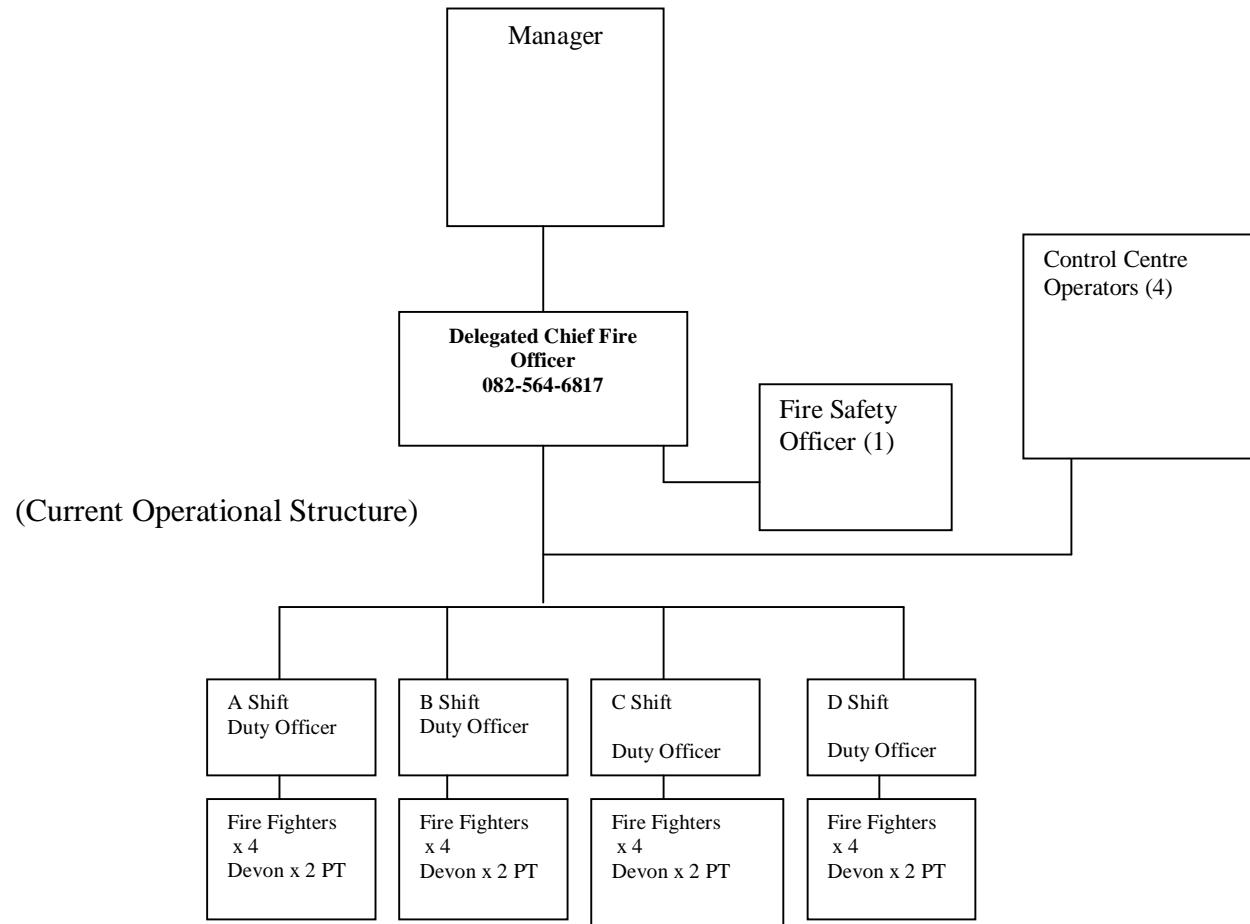 Manager
Control Centre
Operators (4)
Delegated Chief Fire
Officer
082-564-6817
Fire Safety
Officer (1)
(Current Operational Structure)
A Shift
Duty Officer
B Shift
Duty Officer
C Shift
Duty Officer
D Shift
Duty Officer
Fire Fighters
x 4
Devon x 2 PT
Fire Fighters
x 4
Devon x 2 PT
Fire Fighters
x 4
Devon x 2 PT
Fire Fighters
x 4
Devon x 2 PT